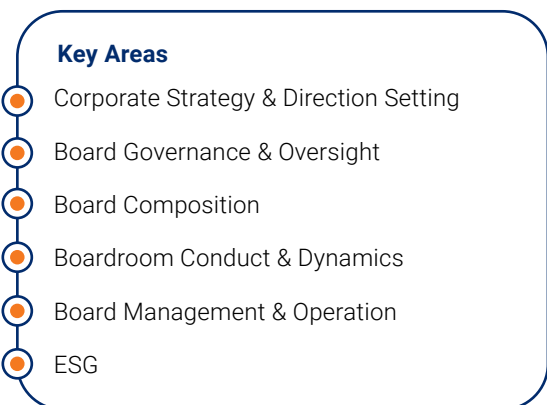 Key Areas
Corporate Strategy & Direction Setting
Board Governance & Oversight
Board Composition
Boardroom Conduct & Dynamics
Board Management & Operation
ESG